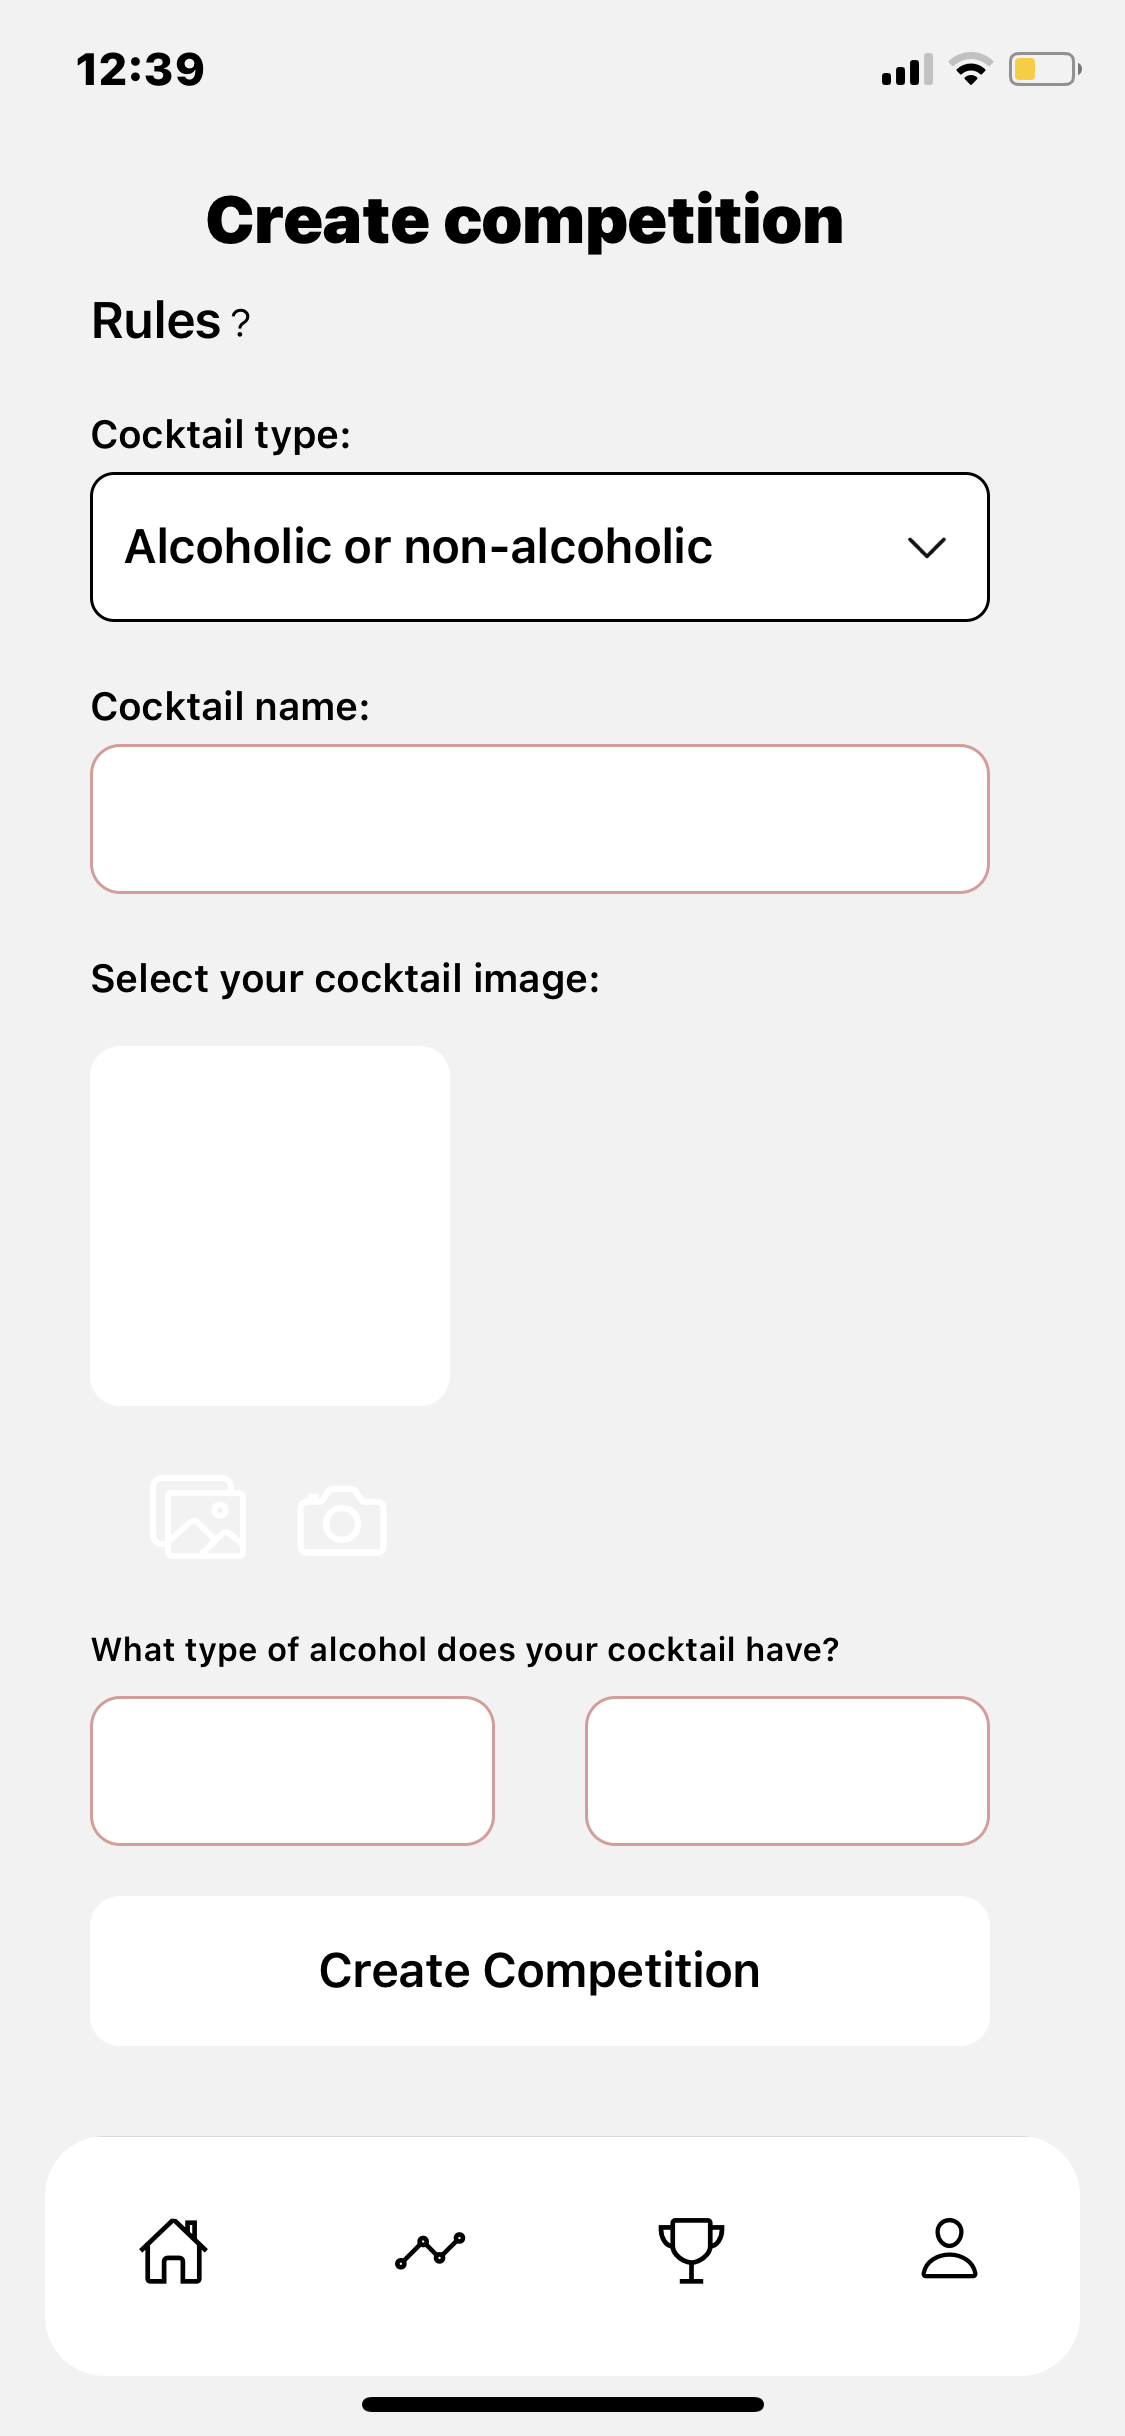 12:39
Create competition
Rules ?
Cocktail type:
Alcoholic or non-alcoholic
Cocktail name:
Select your cocktail image:
What type of alcohol does your cocktail have?
Create Competition